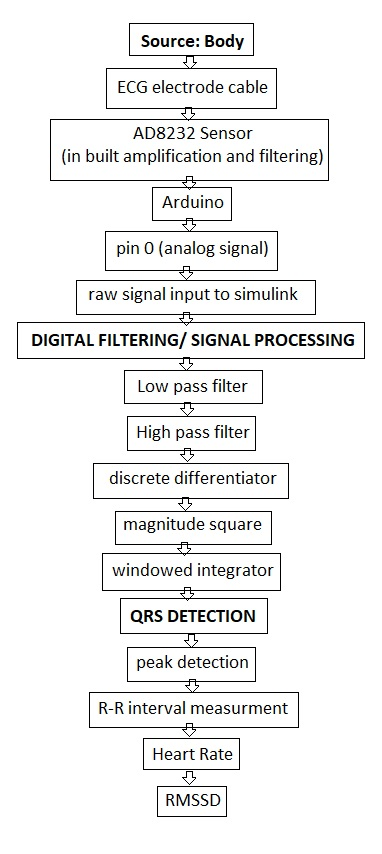 Source: Body
ECG electrode cable
AD8232 Sensor
(in built amplification and filtering)
Arduino
pin 0 (analog signal)
raw signal input to simulink
DIGITAL FILTERING/ SIGNAL PROCESSING
Low pass filter
High pass filter
discrete differentiator
magnitude square
windowed integrator
QRS DETECTION
peak detection
R-R interval measurment
Heart Rate
RMSSD